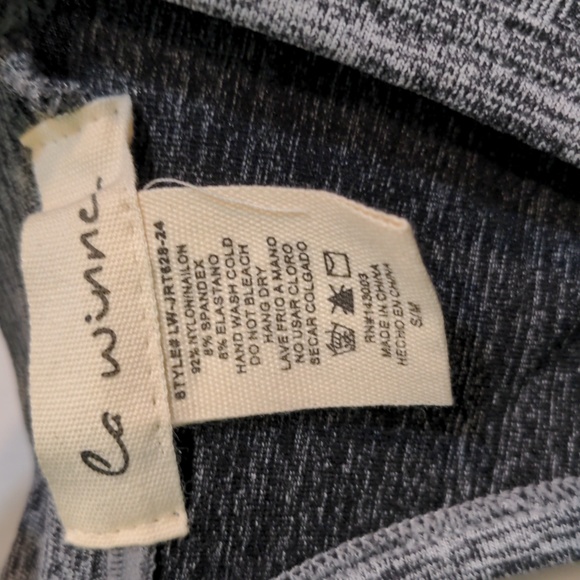 la winne.
STYLE# LW-JRT628-24
92% NYLON/NAILON
8% SPANDEX
8% ELASTANO
HAND WASH COLD
DO NOT BLEACH
HANG DRY
LAVE FRIO A MANO
NO USAR CLORO
SECAR COLGADO
RN#143003
MADE IN CHINA
HECHO EN CHINA
S/M